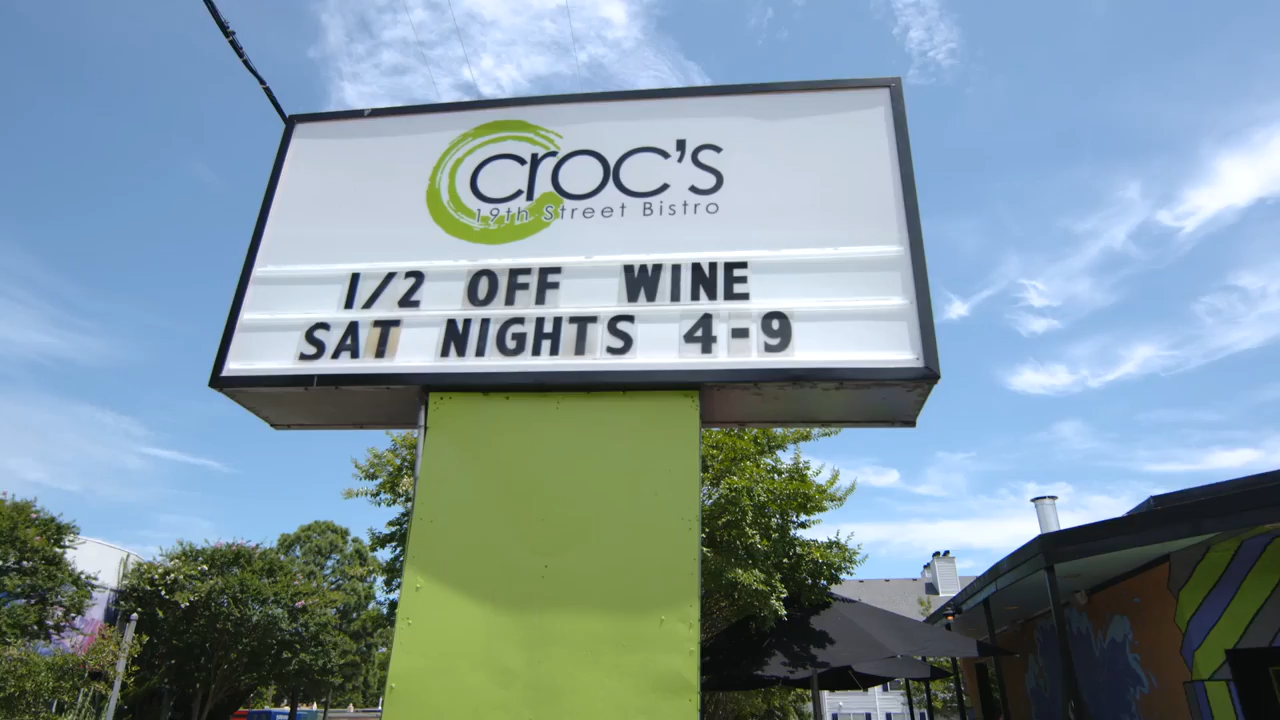 croc's
19th Street Bistro
1/2 OFF WINE
SAT NIGHTS 4-9